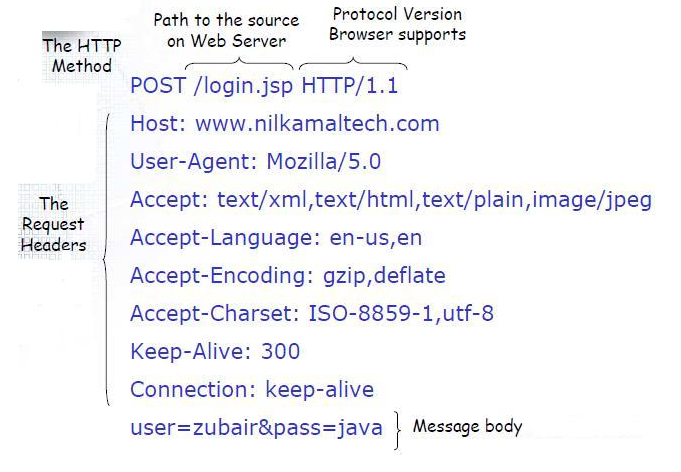 Path to the source
on Web Server
Protocol Version
Browser supports
The HTTP
Method
POST /login.jsp HTTP/1.1
Host: www.nilkamaltech.com
User-Agent: Mozilla/5.0
Accept: text/xml,text/html,text/plain,image/jpeg
Accept-Language: en-us,en
Accept-Encoding: gzip,deflate
Accept-Charset: ISO-8859-1,utf-8
Keep-Alive: 300
Connection: keep-alive
The
Request
Headers
user=zubair&pass=java
Message body